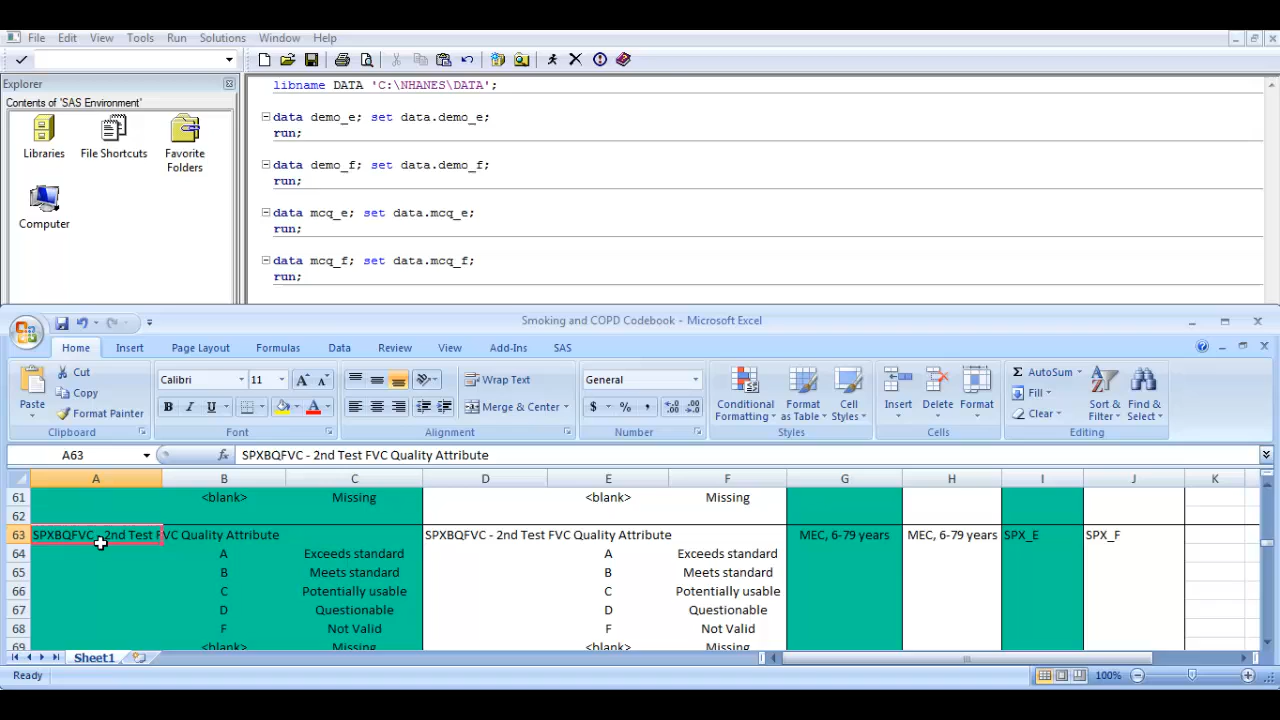 File Edit View Tools Run Solutions Window Help
Explorer
Contents of 'SAS Environment'
Libraries File Shortcuts Favorite Folders
Computer
libname DATA 'C:\NHANES\DATA';
data demo_e; set data.demo_e;
run;
data demo_f; set data.demo_f;
run;
data mcq_e; set data.mcq_e;
run;
data mcq_f; set data.mcq_f;
run;
Smoking and COPD Codebook - Microsoft Excel
Home Insert Page Layout Formulas Data Review View Add-Ins SAS
Paste Cut Copy Format Painter
Calibri 11
B I U A
Wrap Text
Merge & Center
General
$ % ,
Conditional Formatting Format as Table Cell Styles
Insert Delete Format
Σ AutoSum Fill Clear
Sort & Filter Find & Select
Clipboard Font Alignment Number Styles Cells Editing
A63 fx SPXBQFVC - 2nd Test FVC Quality Attribute
A B C D E F G H I J K
61 <blank> Missing <blank> Missing
62
63 SPXBQFVC - 2nd Test FVC Quality Attribute SPXBQFVC - 2nd Test FVC Quality Attribute MEC, 6-79 years MEC, 6-79 years SPX_E SPX_F
64 A Exceeds standard A Exceeds standard
65 B Meets standard B Meets standard
66 C Potentially usable C Potentially usable
67 D Questionable D Questionable
68 F Not Valid F Not Valid
69 <blank> Missing <blank> Missing
Sheet1
Ready 100%